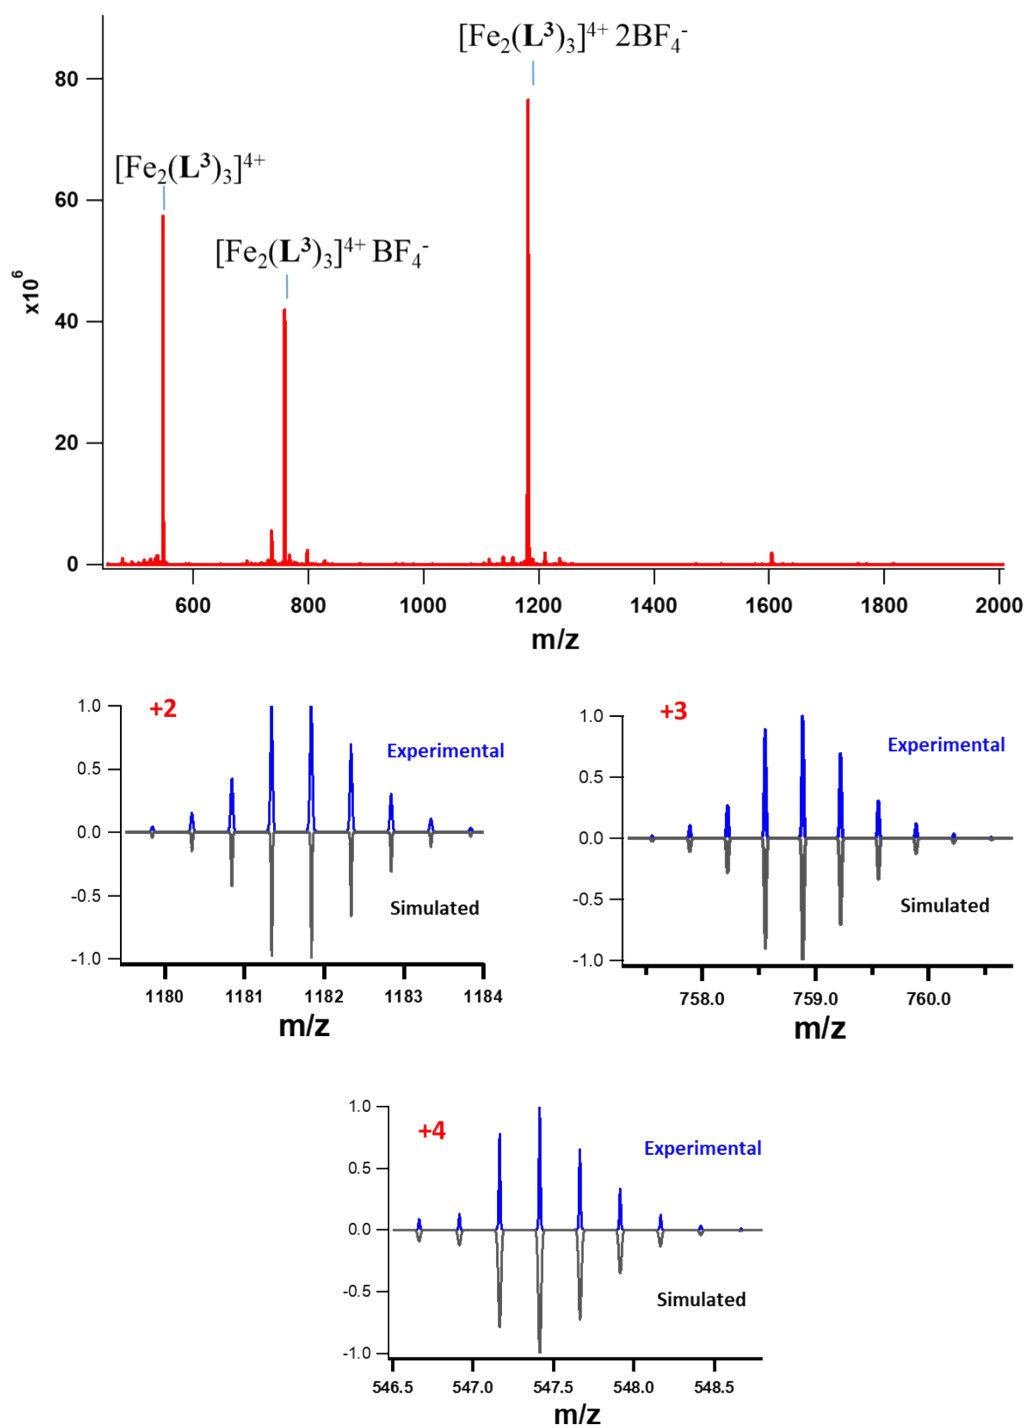 [Fe₂(L³)₃]⁴⁺ 2BF₄⁻
[Fe₂(L³)₃]⁴⁺
[Fe₂(L³)₃]⁴⁺ BF₄⁻
x10⁶
80
60
40
20
0
600 800 1000 1200 1400 1600 1800 2000
m/z
+2
Experimental
Simulated
1.0
0.5
0.0
-0.5
-1.0
1180 1181 1182 1183 1184
m/z
+3
Experimental
Simulated
1.0
0.5
0.0
-0.5
-1.0
758.0 759.0 760.0
m/z
+4
Experimental
Simulated
1.0
0.5
0.0
-0.5
-1.0
546.5 547.0 547.5 548.0 548.5
m/z